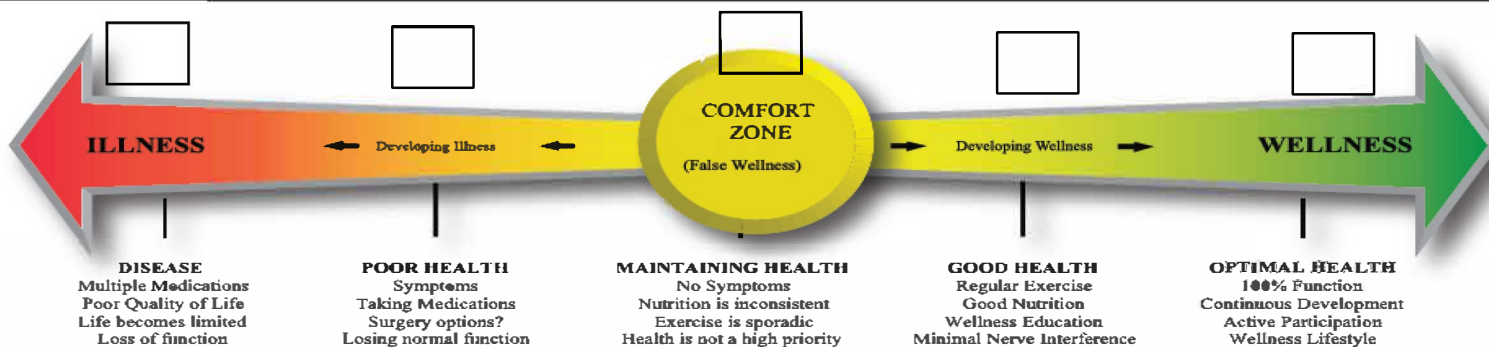 ILLNESS
Developing Illness
COMFORT
ZONE
(False Wellness)
Developing Wellness
WELLNESS
DISEASE
Multiple Medications
Poor Quality of Life
Life becomes limited
Loss of function
POOR HEALTH
Symptoms
Taking Medications
Surgery options?
Losing normal function
MAINTAINING HEALTH
No Symptoms
Nutrition is inconsistent
Exercise is sporadic
Health is not a high priority
GOOD HEALTH
Regular Exercise
Good Nutrition
Wellness Education
Minimal Nerve Interference
OPTIMAL HEALTH
100% Function
Continuous Development
Active Participation
Wellness Lifestyle